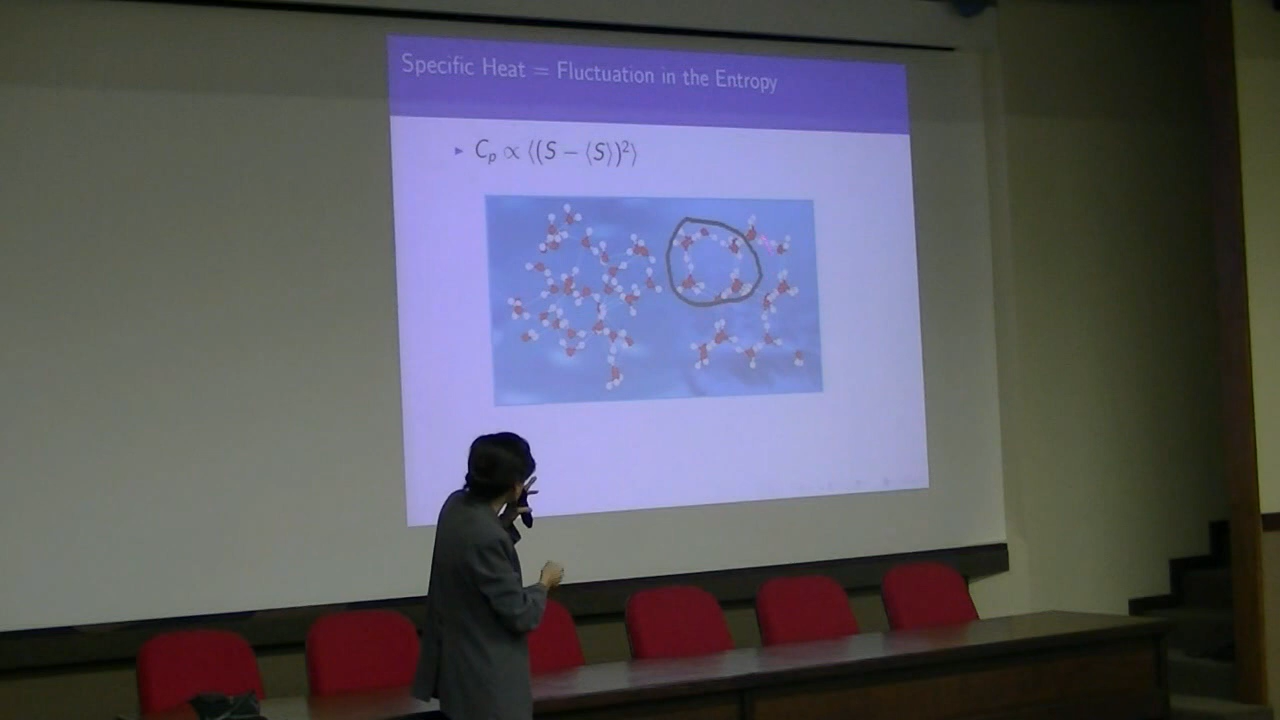 Specific Heat = Fluctuation in the Entropy
▸ Cₚ ∝ ⟨(S − ⟨S⟩)²⟩